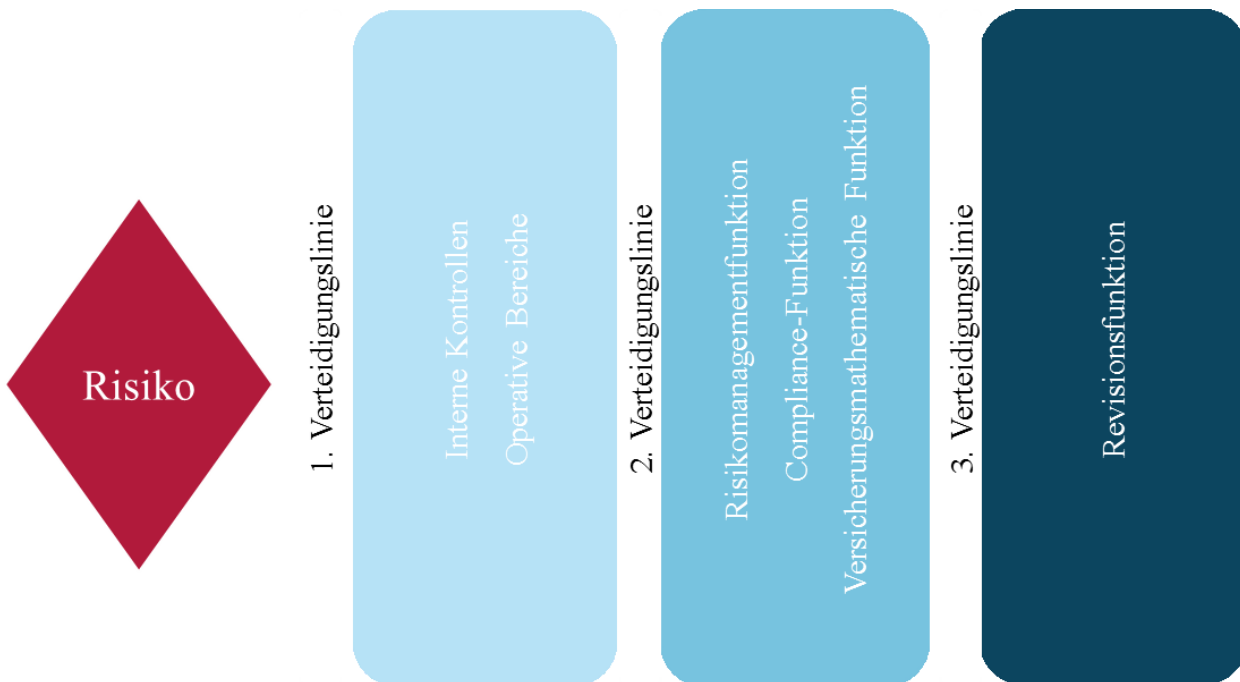 Risiko
1. Verteidigungslinie
Interne Kontrollen
Operative Bereiche
2. Verteidigungslinie
Risikomanagementfunktion
Compliance-Funktion
Versicherungsmathematische Funktion
3. Verteidigungslinie
Revisionsfunktion